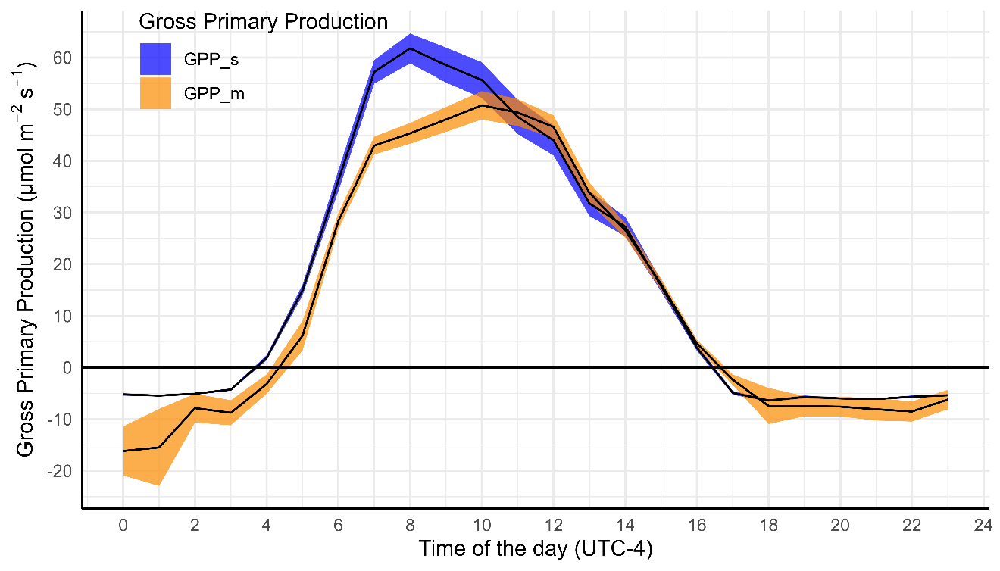 Gross Primary Production
GPP_s
GPP_m
Gross Primary Production (μmol m⁻² s⁻¹)
60
50
40
30
20
10
0
-10
-20
0 2 4 6 8 10 12 14 16 18 20 22 24
Time of the day (UTC-4)